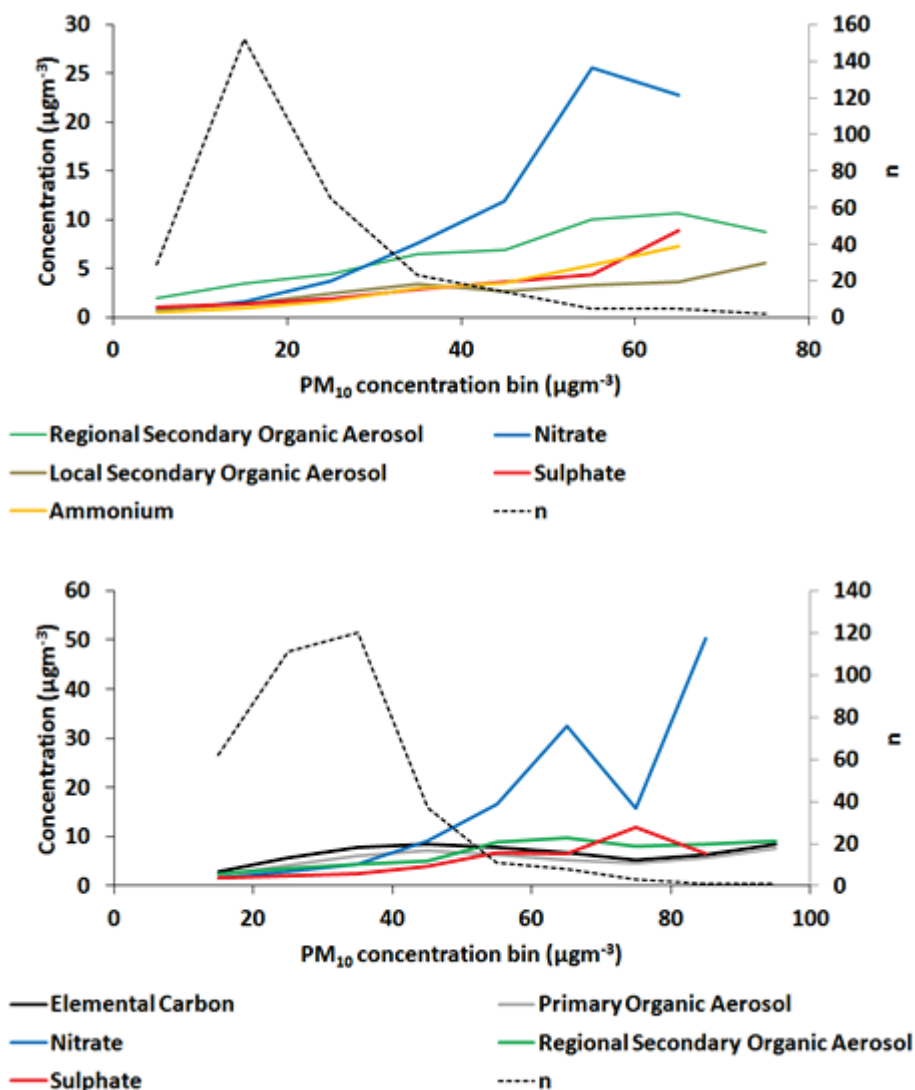 30 160
25 140
20 120
15 100
10 80
5 60
0 40
20
0
Concentration (µgm⁻³)
n
0 20 40 60 80
PM₁₀ concentration bin (µgm⁻³)
Regional Secondary Organic Aerosol Nitrate
Local Secondary Organic Aerosol Sulphate
Ammonium n
60 140
50 120
40 100
30 80
20 60
10 40
0 20
0
Concentration (µgm⁻³)
n
0 20 40 60 80 100
PM₁₀ concentration bin (µgm⁻³)
Elemental Carbon Primary Organic Aerosol
Nitrate Regional Secondary Organic Aerosol
Sulphate n